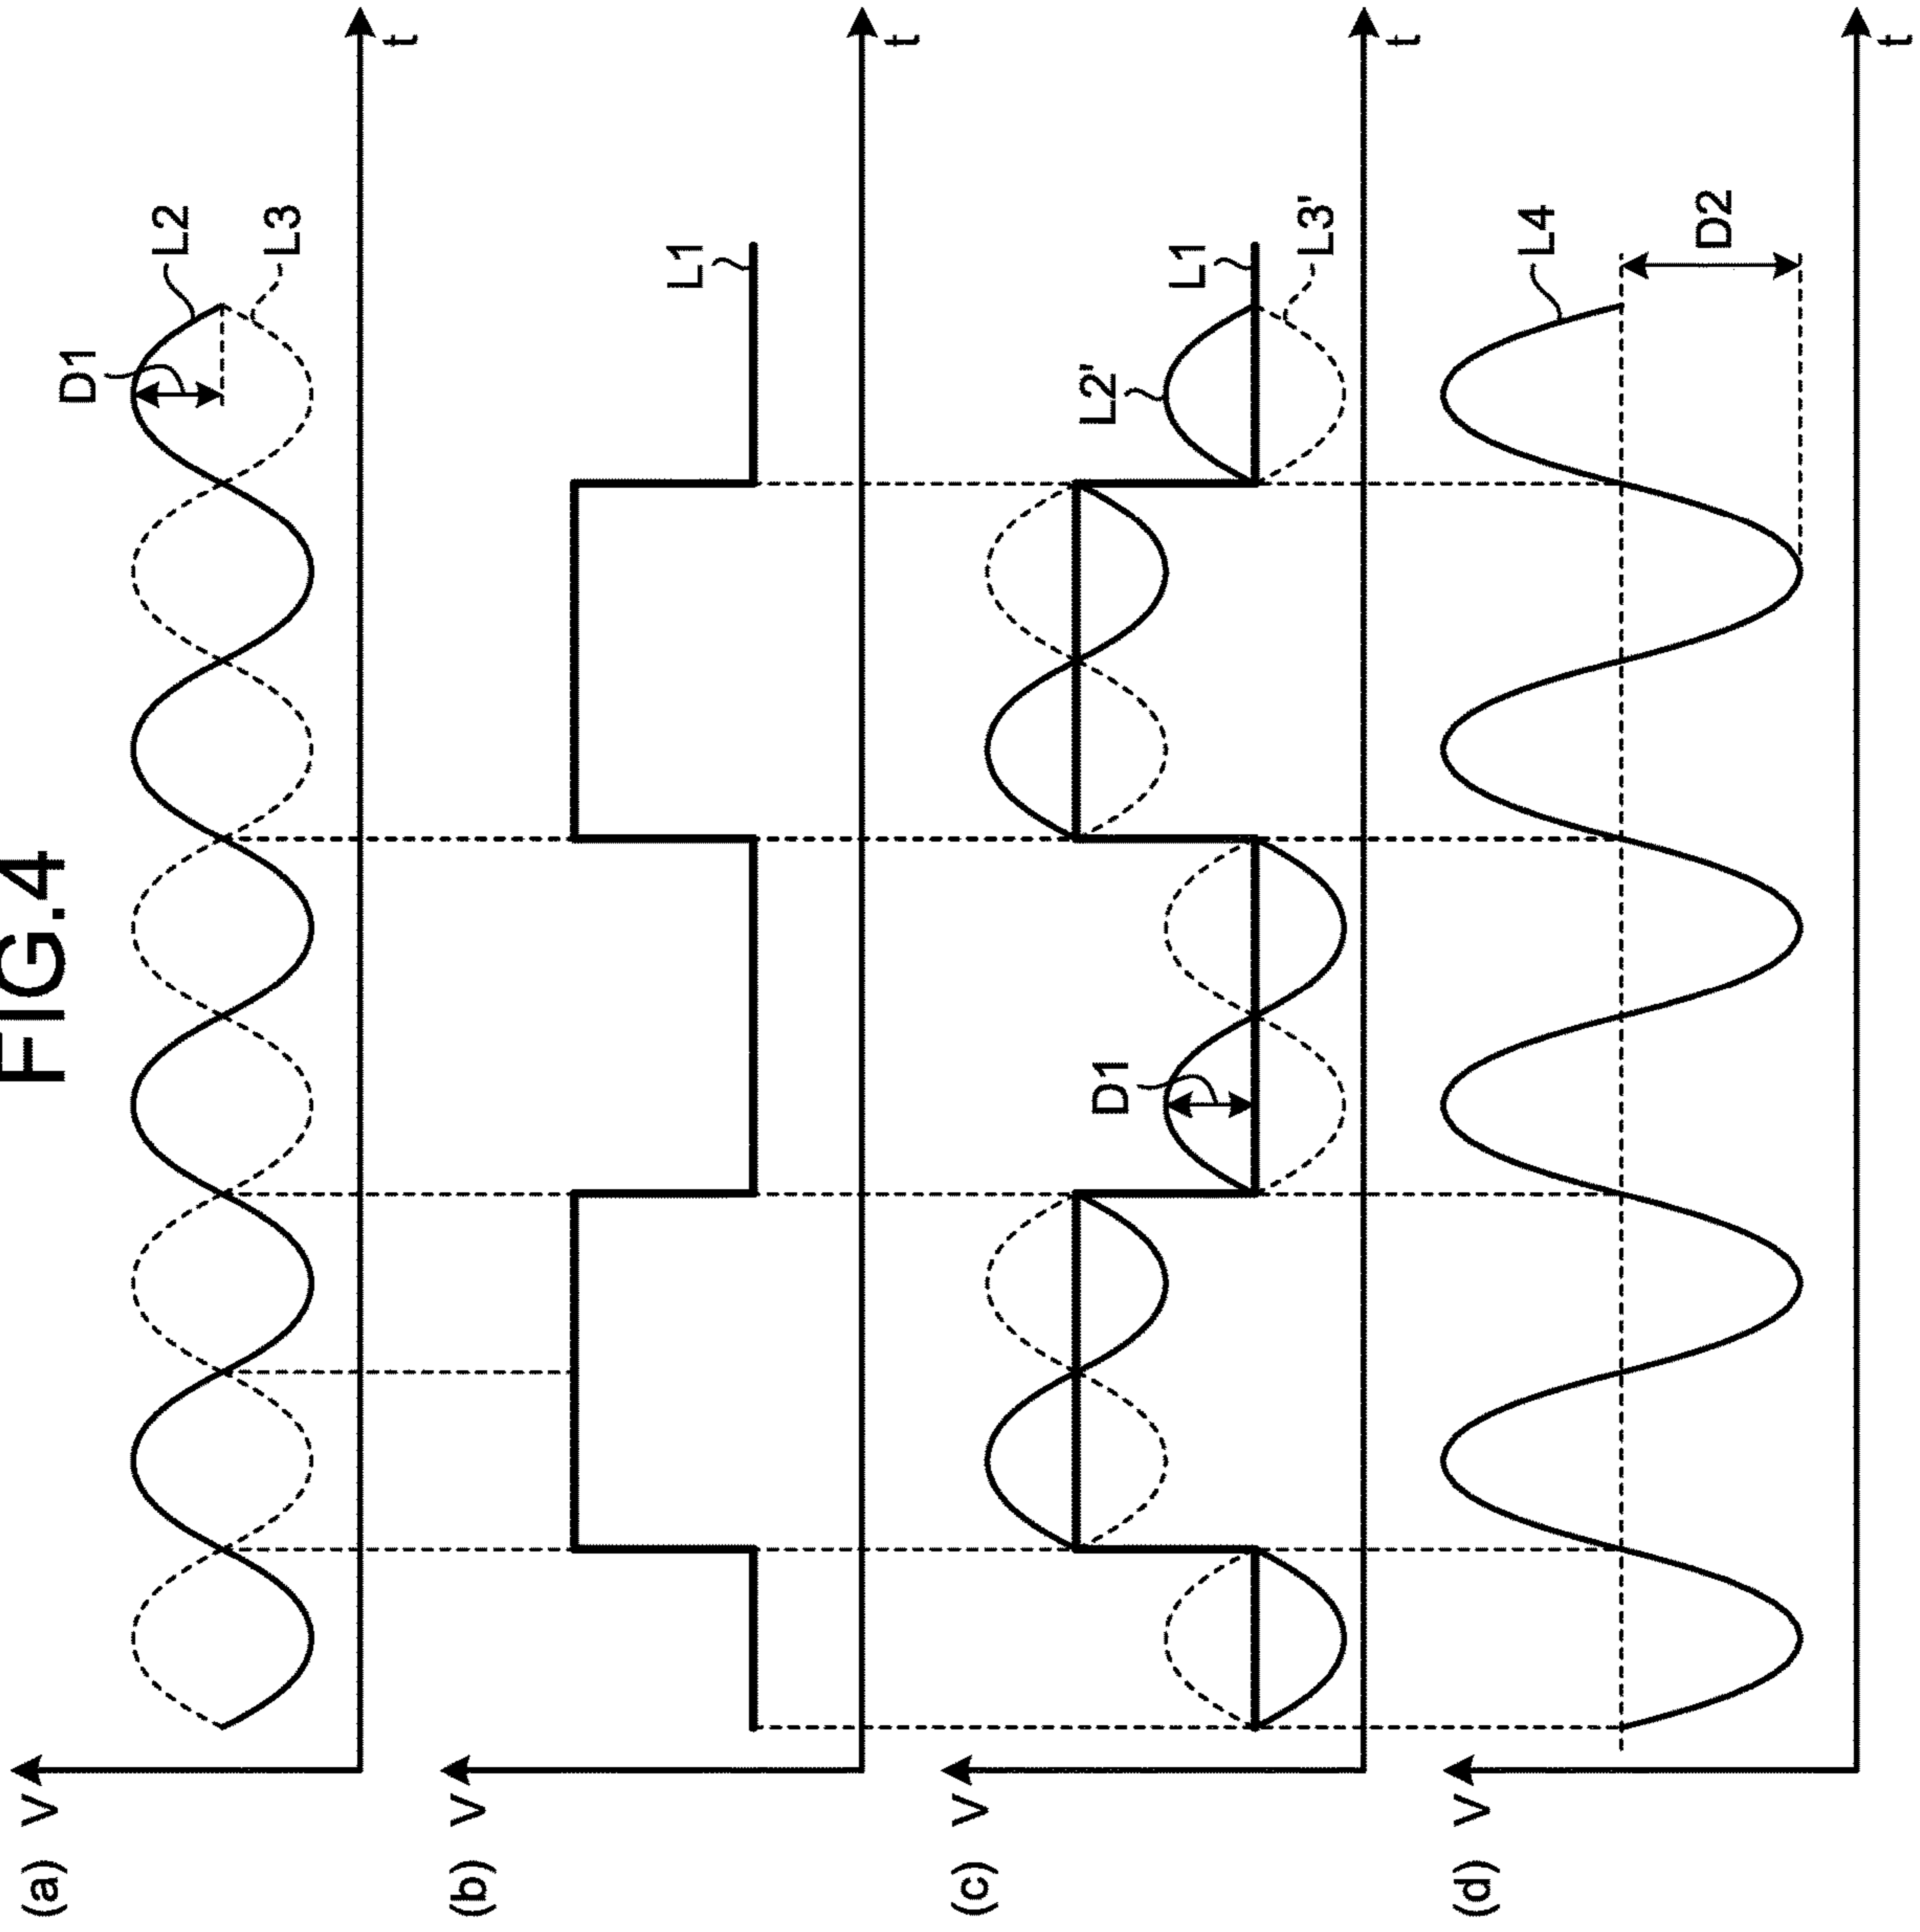 FIG.4
(a) V
D1
L2
L3
t
(b) V
L1
t
(c) V
D1
L2'
L1
L3'
t
(d) V
L4
D2
t